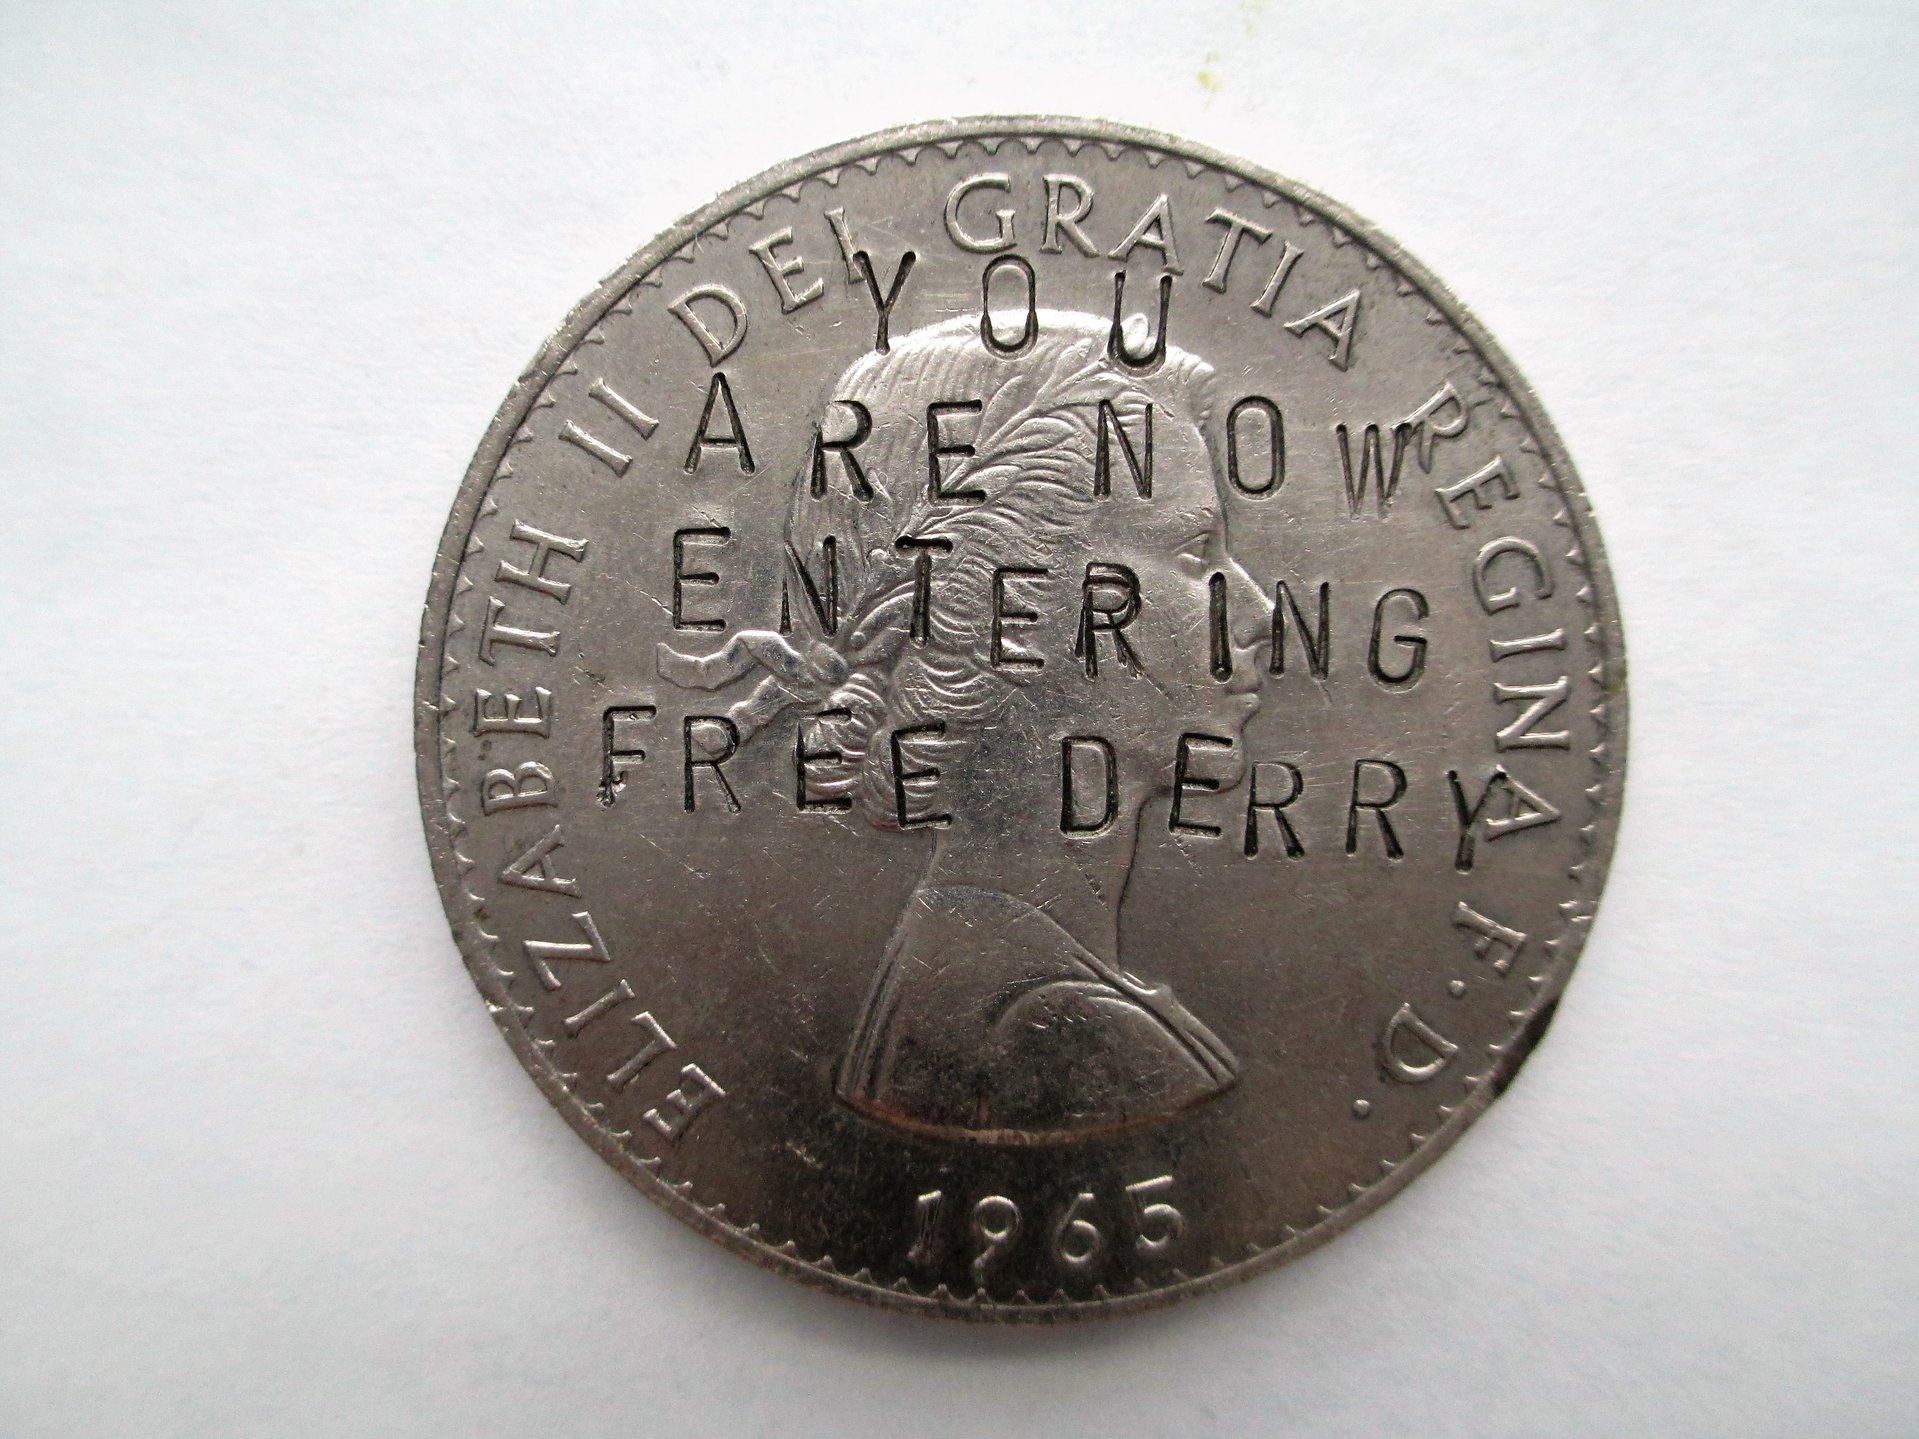 ELIZABETH II DEI GRATIA REGINA F.D.
YOU
ARE NOW
ENTERING
FREE DERRY
1965